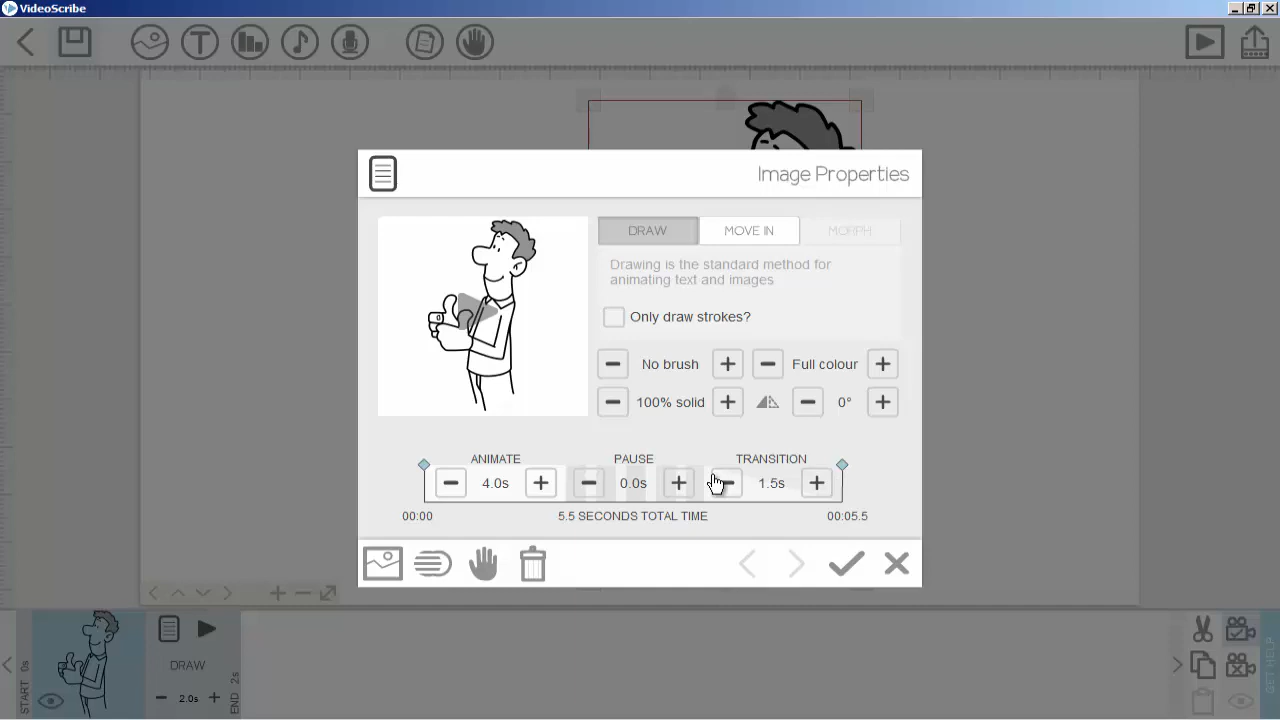 VideoScribe
Image Properties
DRAW MOVE IN MORPH
Drawing is the standard method for
animating text and images
Only draw strokes?
No brush Full colour
100% solid 0°
ANIMATE PAUSE TRANSITION
4.0s 0.0s 1.5s
00:00 5.5 SECONDS TOTAL TIME 00:05.5
START 0s
DRAW
2.0s
END 2s
GET HELP